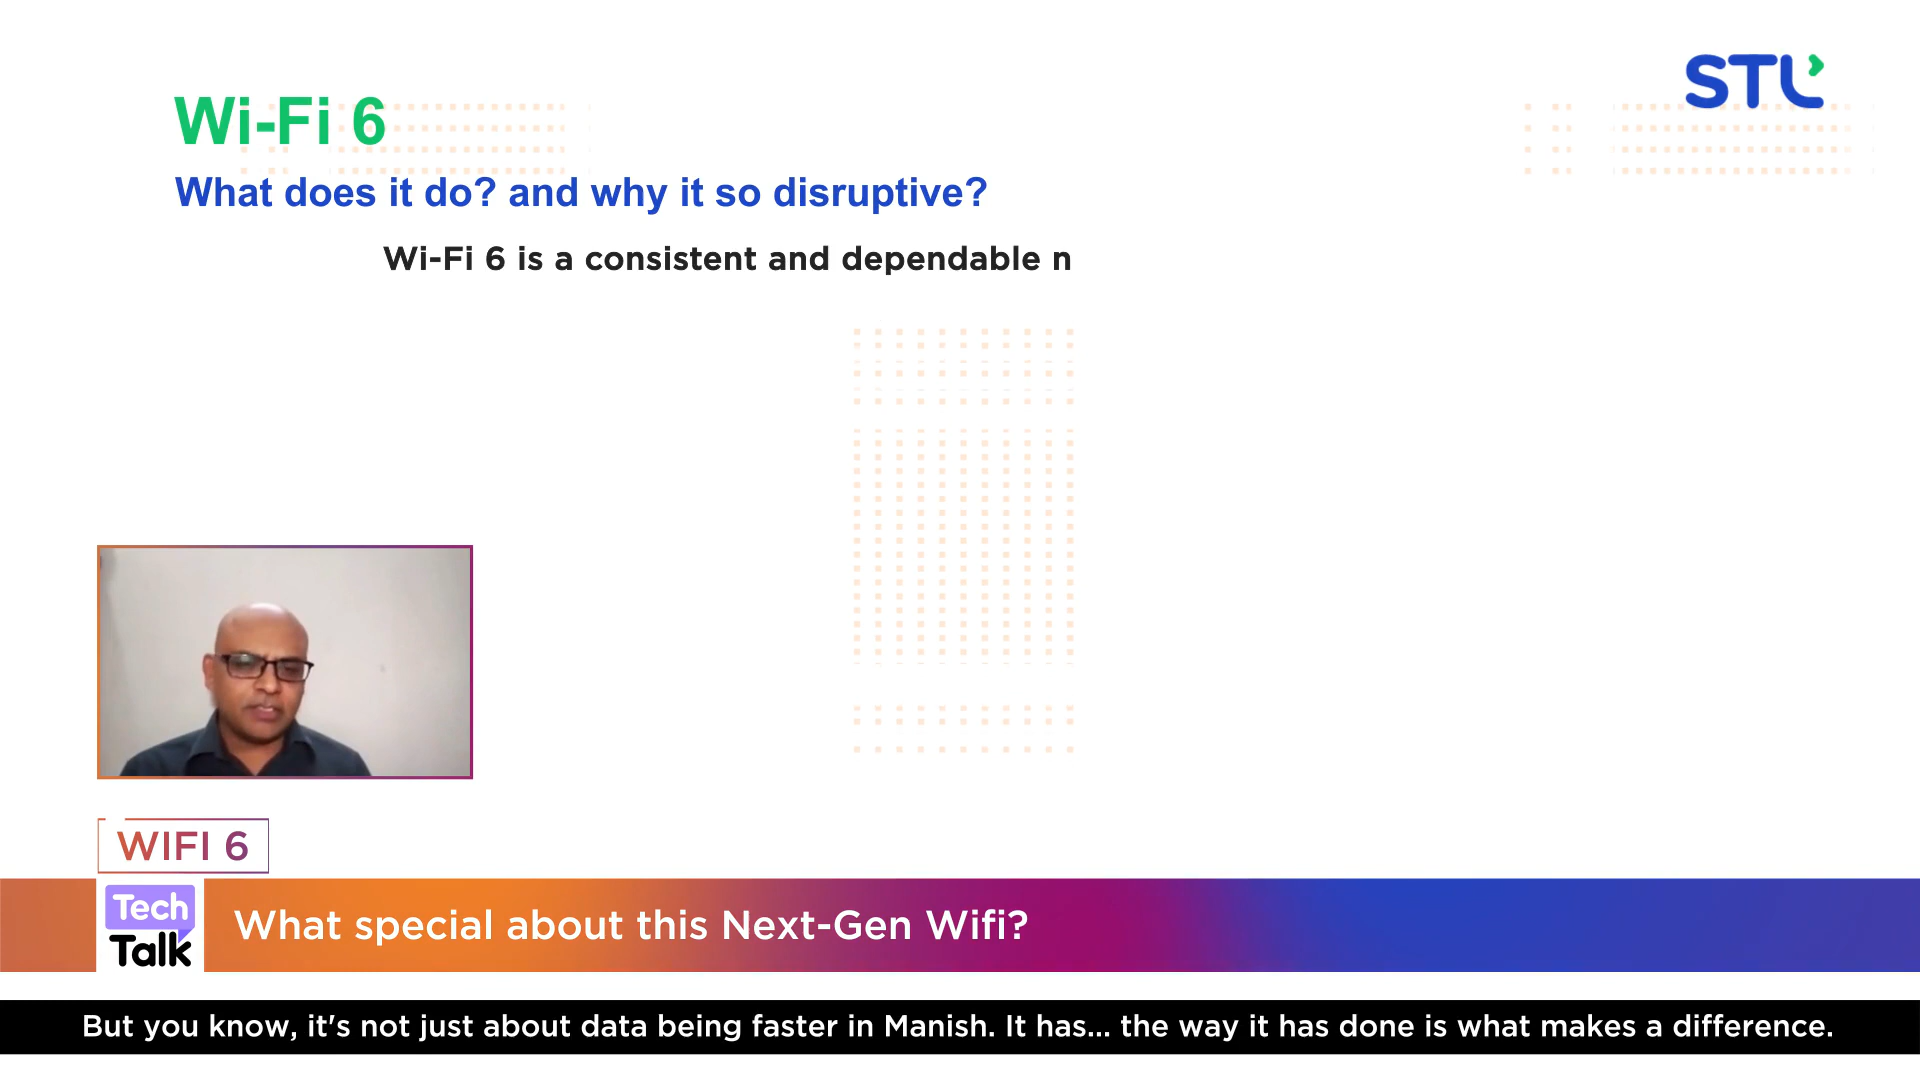 STL
Wi-Fi 6
What does it do? and why it so disruptive?
Wi-Fi 6 is a consistent and dependable n
WIFI 6
Tech
Talk
What special about this Next-Gen Wifi?
But you know, it's not just about data being faster in Manish. It has... the way it has done is what makes a difference.